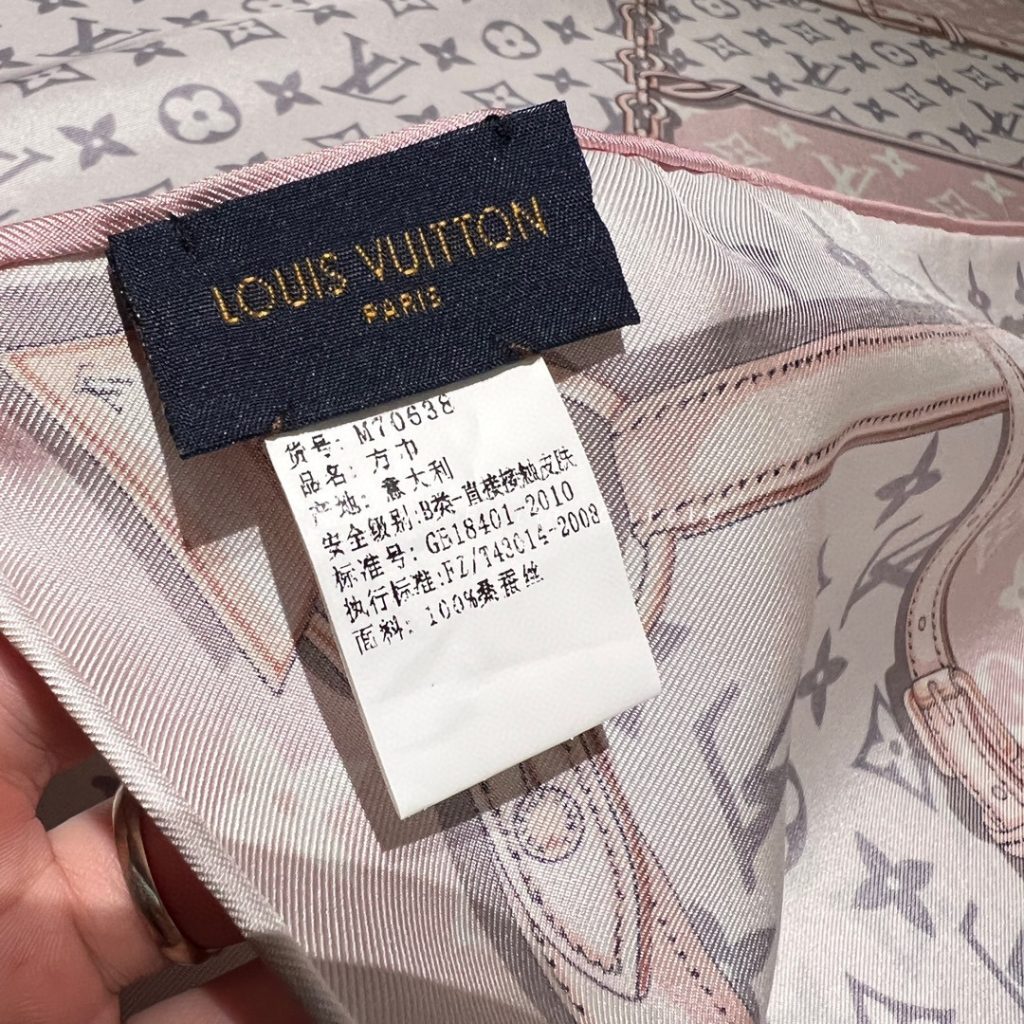 LOUIS VUITTON
PARIS
货号: M70638
品名: 方巾
产地: 意大利
安全级别:B类-直接接触皮肤
标准号: GB18401-2010
执行标准:FZ/T43014-2008
面料: 100%桑蚕丝